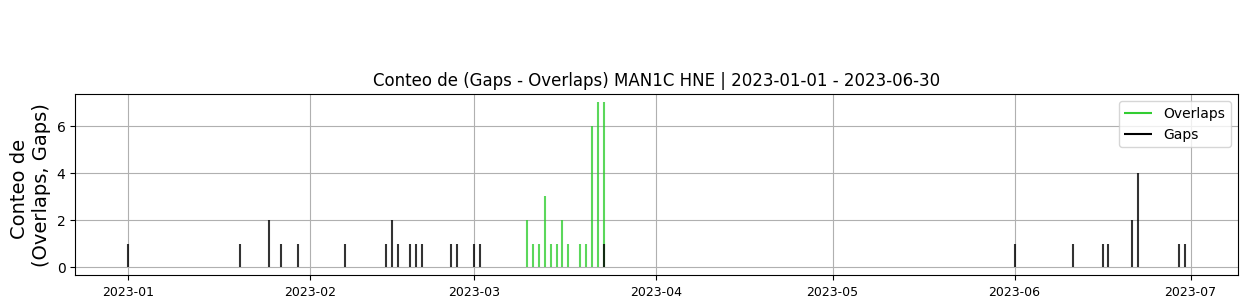 Conteo de (Gaps - Overlaps) MAN1C HNE | 2023-01-01 - 2023-06-30
Conteo de
(Overlaps, Gaps)
6
4
2
0
Overlaps
Gaps
2023-01
2023-02
2023-03
2023-04
2023-05
2023-06
2023-07